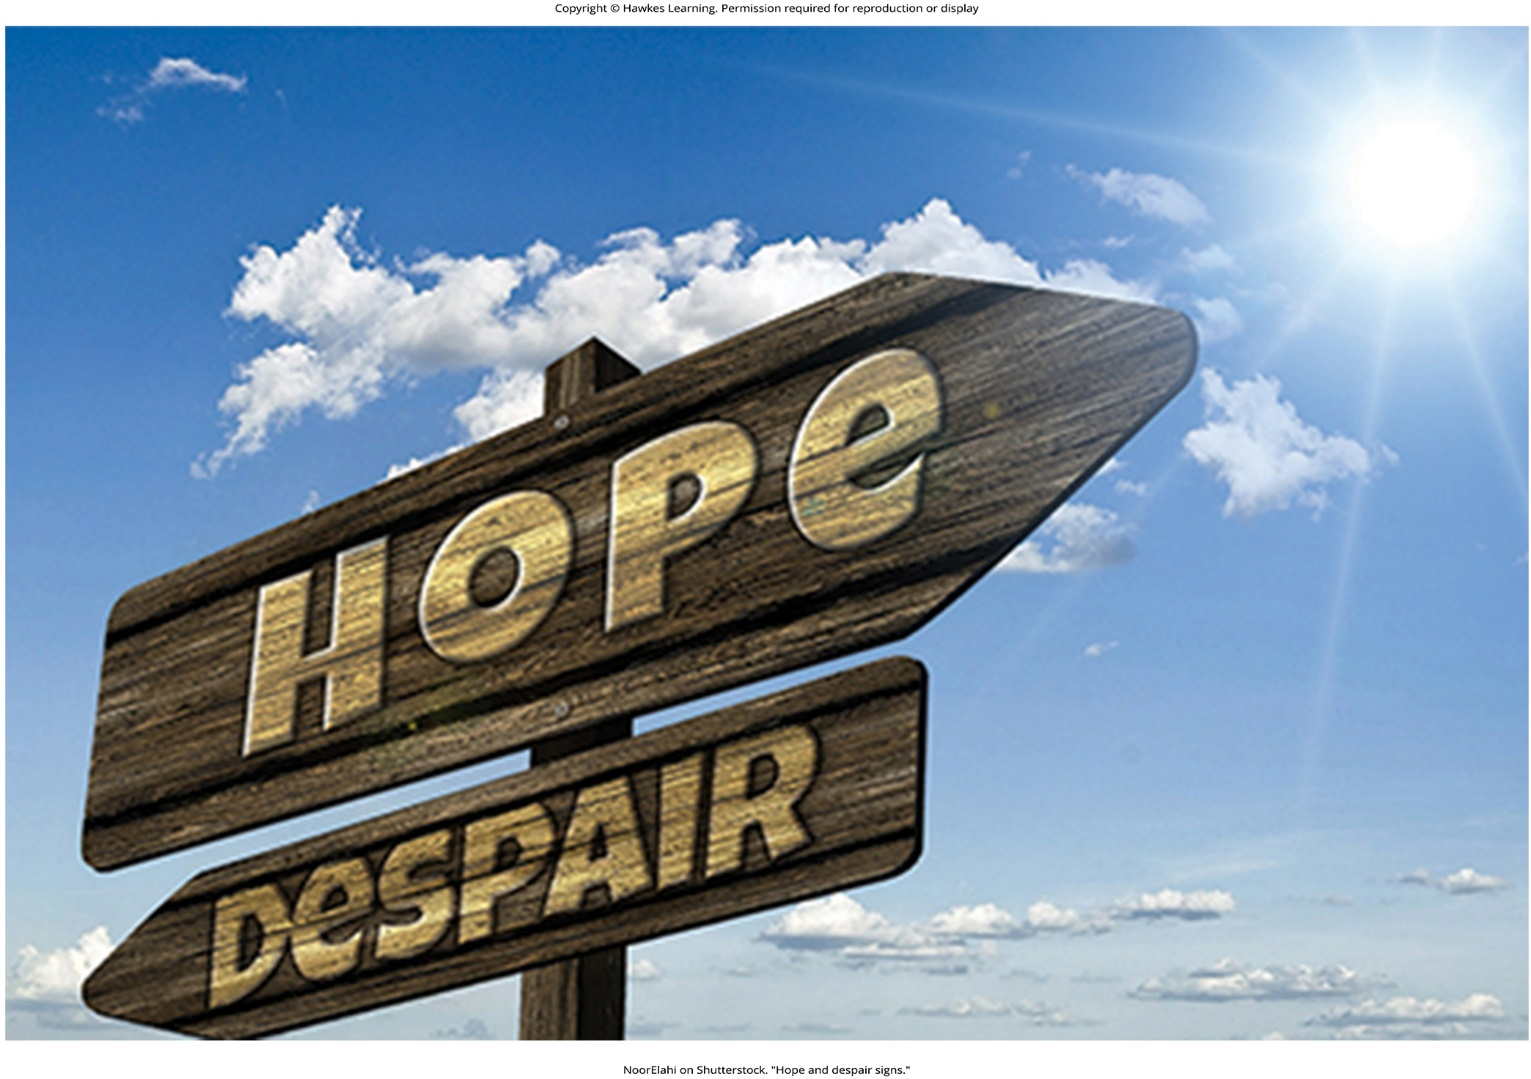 Copyright © Hawkes Learning. Permission required for reproduction or display
HOPe
DeSPAIR
NoorElahi on Shutterstock. "Hope and despair signs."